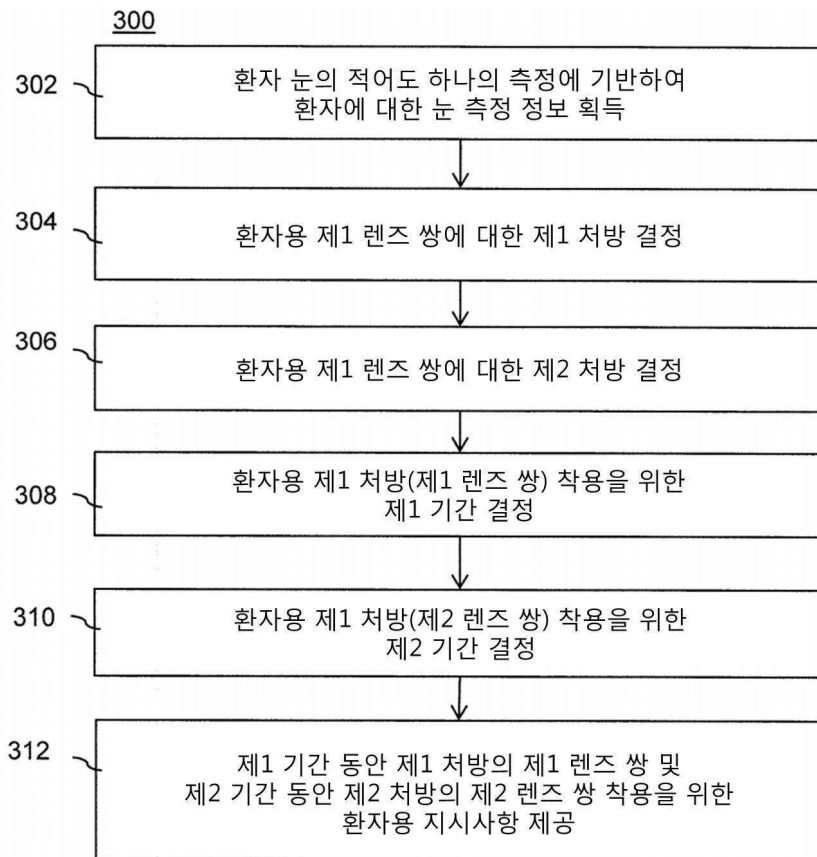 300
302
환자 눈의 적어도 하나의 측정에 기반하여
환자에 대한 눈 측정 정보 획득
304
환자용 제1 렌즈 쌍에 대한 제1 처방 결정
306
환자용 제1 렌즈 쌍에 대한 제2 처방 결정
308
환자용 제1 처방(제1 렌즈 쌍) 착용을 위한
제1 기간 결정
310
환자용 제1 처방(제2 렌즈 쌍) 착용을 위한
제2 기간 결정
312
제1 기간 동안 제1 처방의 제1 렌즈 쌍 및
제2 기간 동안 제2 처방의 제2 렌즈 쌍 착용을 위한
환자용 지시사항 제공